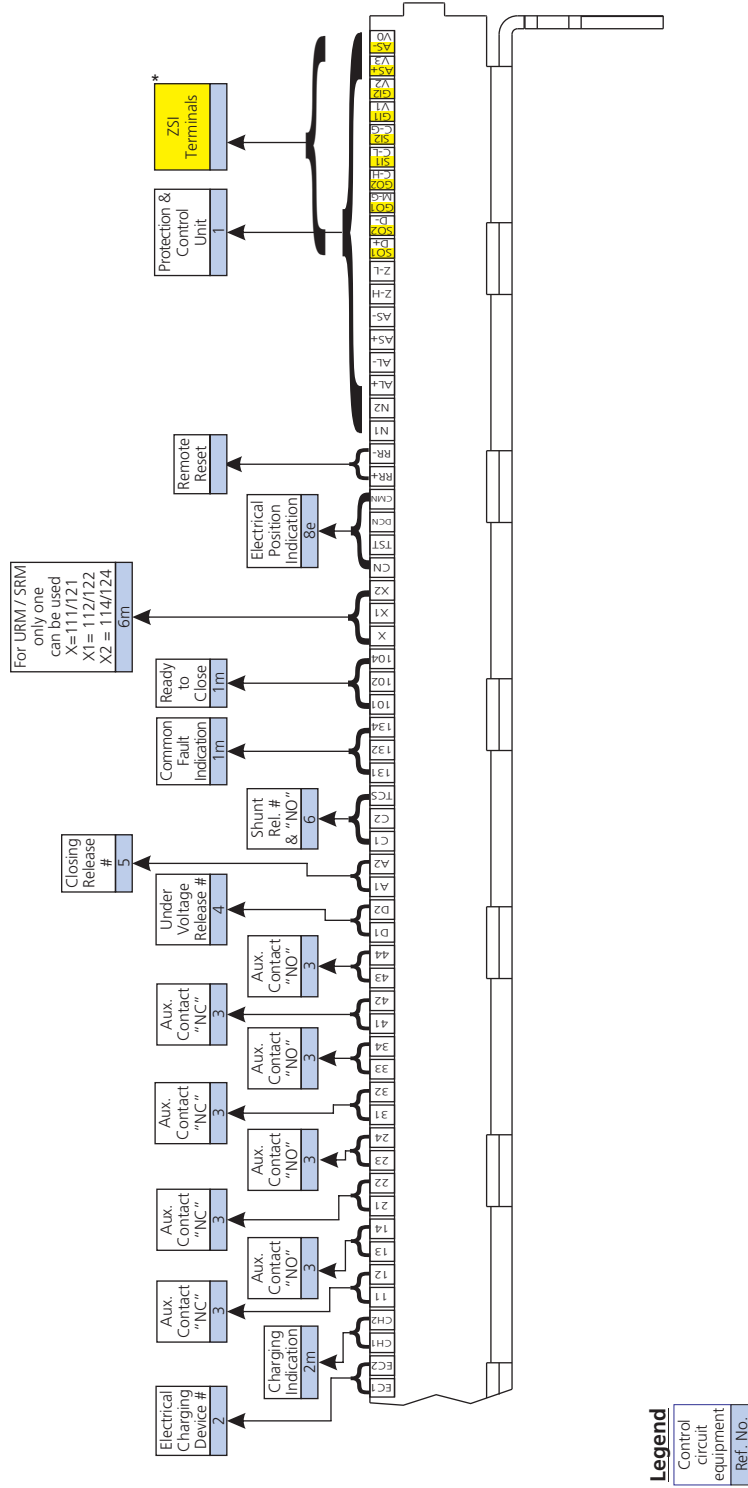 ZSI
Terminals
*
Protection &
Control
Unit
1
Remote
Reset
Electrical
Position
Indication
8e
For URM / SRM
only one
can be used
X=111/121
X1= 112/122
X2 = 114/124
6m
Ready
to
Close
1m
Common
Fault
Indication
1m
Shunt
Rel. #
& "NO"
6
Closing
Release
#
5
Under
Voltage
Release #
4
Aux.
Contact
"NO"
3
Aux.
Contact
"NC"
3
Aux.
Contact
"NO"
3
Aux.
Contact
"NC"
3
Aux.
Contact
"NO"
3
Aux.
Contact
"NC"
3
Aux.
Contact
"NO"
3
Aux.
Contact
"NC"
3
Charging
Indication
2m
Electrical
Charging
Device #
2
V0
AS-
V3
AS+
V2
GI2
V1
GI1
C-G
SI2
C-L
SI1
C-H
GO2
M-G
GO1
D-
SO2
D+
SO1
Z-L
Z-H
AS-
AS+
AL-
AL+
N2
N1
RR-
RR+
CMN
DCN
TST
CN
X2
X1
X
104
102
101
134
132
131
TCS
C2
C1
A2
A1
D2
D1
44
43
42
41
34
33
32
31
24
23
22
21
14
13
12
11
CH2
CH1
EC2
EC1
Legend
Control
circuit
equipment
Ref. No.